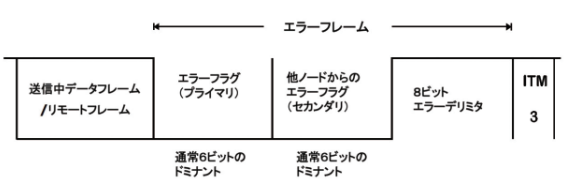 エラーフレーム
送信中データフレーム
/リモートフレーム
エラーフラグ
(プライマリ)
他ノードからの
エラーフラグ
(セカンダリ)
8ビット
エラーデリミタ
ITM
3
通常6ビットの
ドミナント
通常6ビットの
ドミナント